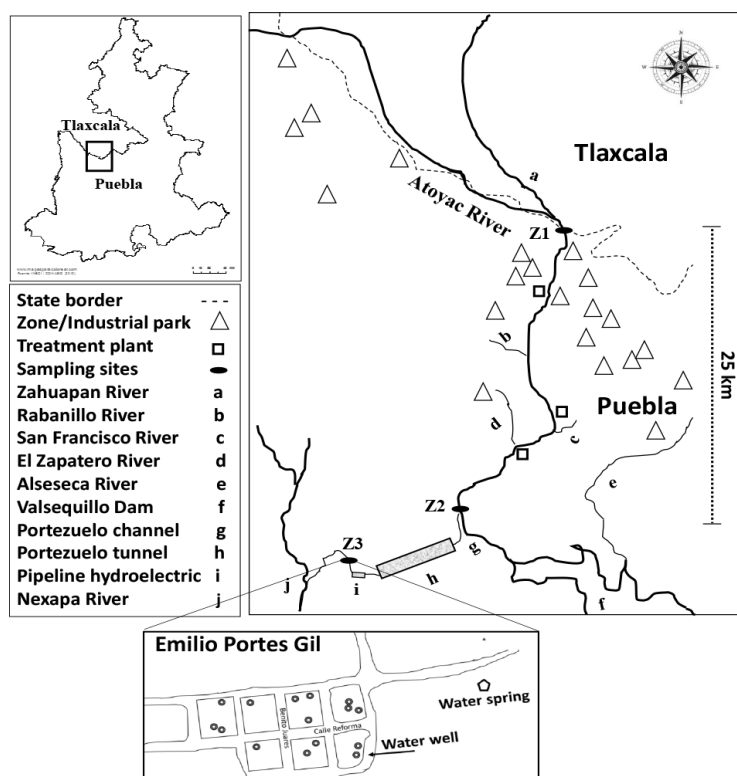 Tlaxcala
Puebla
State border
Zone/Industrial park
Treatment plant
Sampling sites
Zahuapan River a
Rabanillo River b
San Francisco River c
El Zapatero River d
Alseseca River e
Valsequillo Dam f
Portezuelo channel g
Portezuelo tunnel h
Pipeline hydroelectric i
Nexapa River j
N
W
E
S
Tlaxcala
a
Atoyac River
Z1
b
25 km
Puebla
d
c
e
Z2
Z3
g
h
i
j
f
Emilio Portes Gil
Water spring
Benito Juares
Calle Reforma
Water well